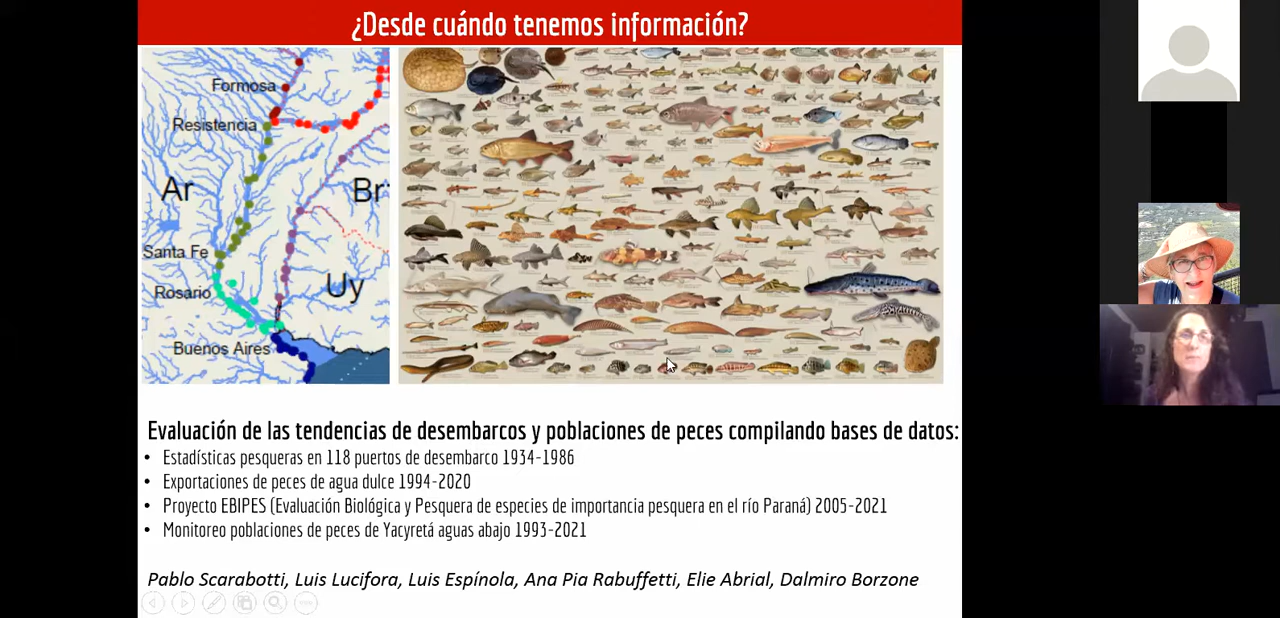 ¿Desde cuándo tenemos información?
Formosa
Resistencia
Ar
Br
Santa Fe
Rosario
Uy
Buenos Aires
Evaluación de las tendencias de desembarcos y poblaciones de peces compilando bases de datos:
• Estadísticas pesqueras en 118 puertos de desembarco 1934-1986
• Exportaciones de peces de agua dulce 1994-2020
• Proyecto EBIPES (Evaluación Biológica y Pesquera de especies de importancia pesquera en el río Paraná) 2005-2021
• Monitoreo poblaciones de peces de Yacyretá aguas abajo 1993-2021
Pablo Scarabotti, Luis Lucifora, Luis Espínola, Ana Pia Rabuffetti, Elie Abrial, Dalmiro Borzone